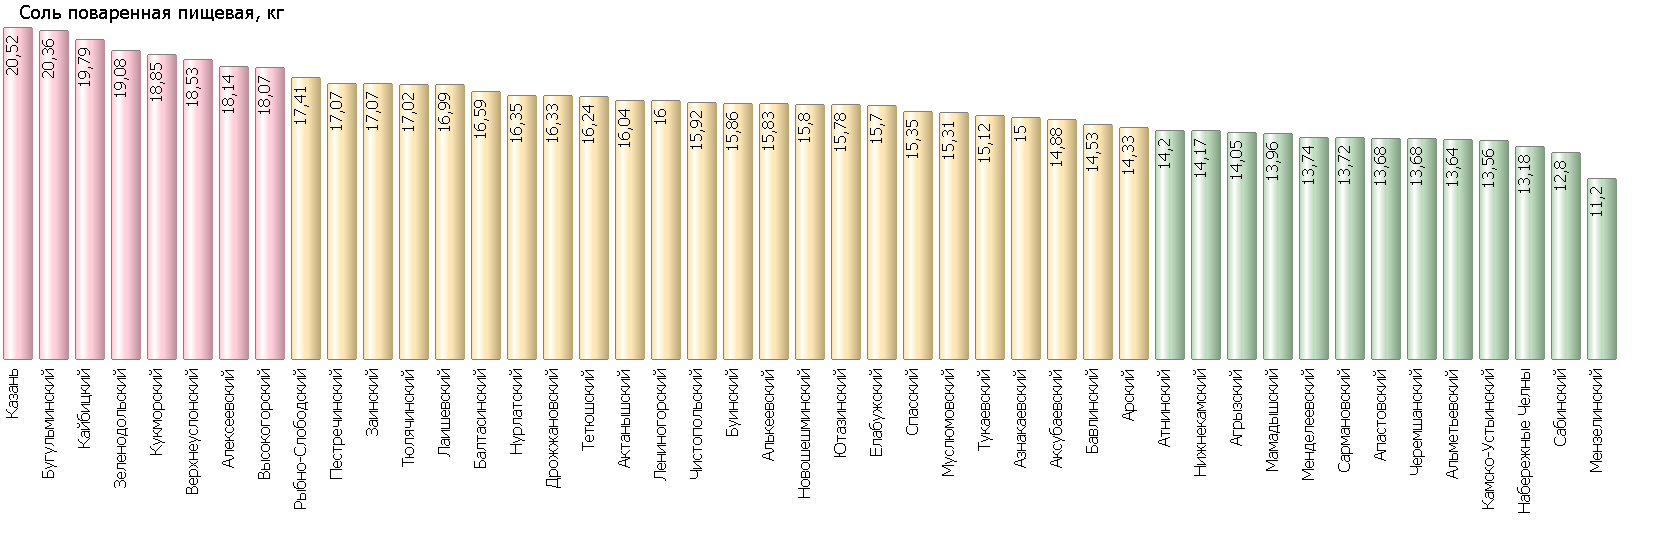 Соль поваренная пищевая, кг
20,52
20,36
19,79
19,08
18,85
18,53
18,14
18,07
17,41
17,07
17,07
17,02
16,99
16,59
16,35
16,33
16,24
16,04
16
15,92
15,86
15,83
15,8
15,78
15,7
15,35
15,31
15,12
15
14,88
14,53
14,33
14,2
14,17
14,05
13,96
13,74
13,72
13,68
13,68
13,64
13,56
13,18
12,8
11,2
Казань
Бугульминский
Кайбицкий
Зеленодольский
Кукморский
Верхнеуслонский
Алексеевский
Высокогорский
Рыбно-Слободский
Пестречинский
Заинский
Тюлячинский
Лаишевский
Балтасинский
Нурлатский
Дрожжановский
Тетюшский
Актанышский
Лениногорский
Чистопольский
Буинский
Алькеевский
Новошешминский
Ютазинский
Елабужский
Спасский
Муслюмовский
Тукаевский
Азнакаевский
Аксубаевский
Бавлинский
Арский
Атнинский
Нижнекамский
Агрызский
Мамадышский
Менделеевский
Сармановский
Апастовский
Черемшанский
Альметьевский
Камско-Устьинский
Набережные Челны
Сабинский
Мензелинский